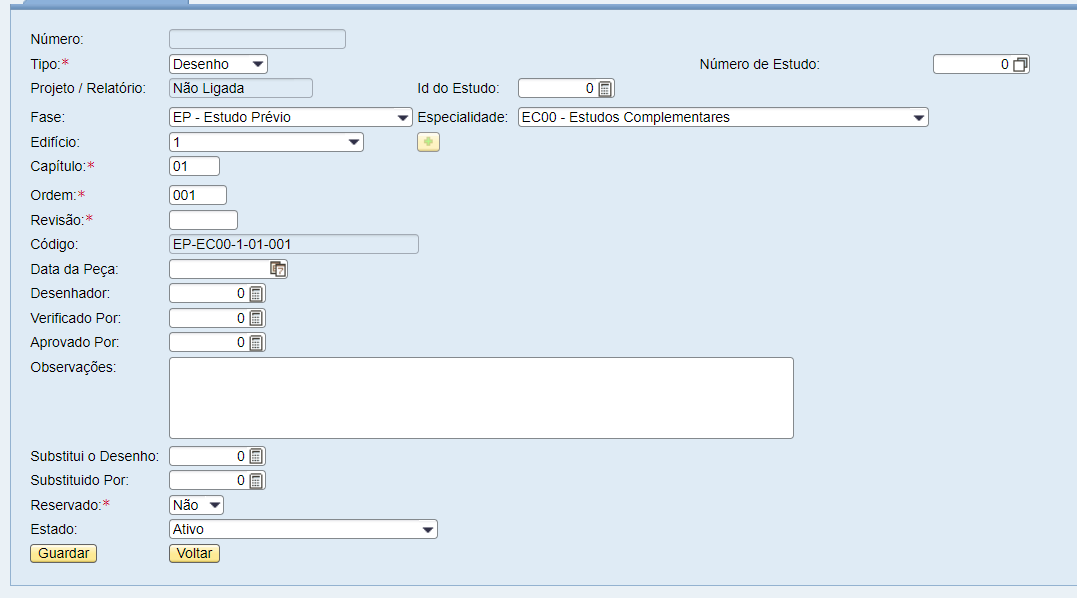 Número:
Tipo:* Desenho Número de Estudo: 0
Projeto / Relatório: Não Ligada Id do Estudo: 0
Fase: EP - Estudo Prévio Especialidade: EC00 - Estudos Complementares
Edifício: 1
Capítulo:* 01
Ordem:* 001
Revisão:*
Código: EP-EC00-1-01-001
Data da Peça:
Desenhador: 0
Verificado Por: 0
Aprovado Por: 0
Observações:
Substitui o Desenho: 0
Substituido Por: 0
Reservado:* Não
Estado: Ativo
Guardar Voltar